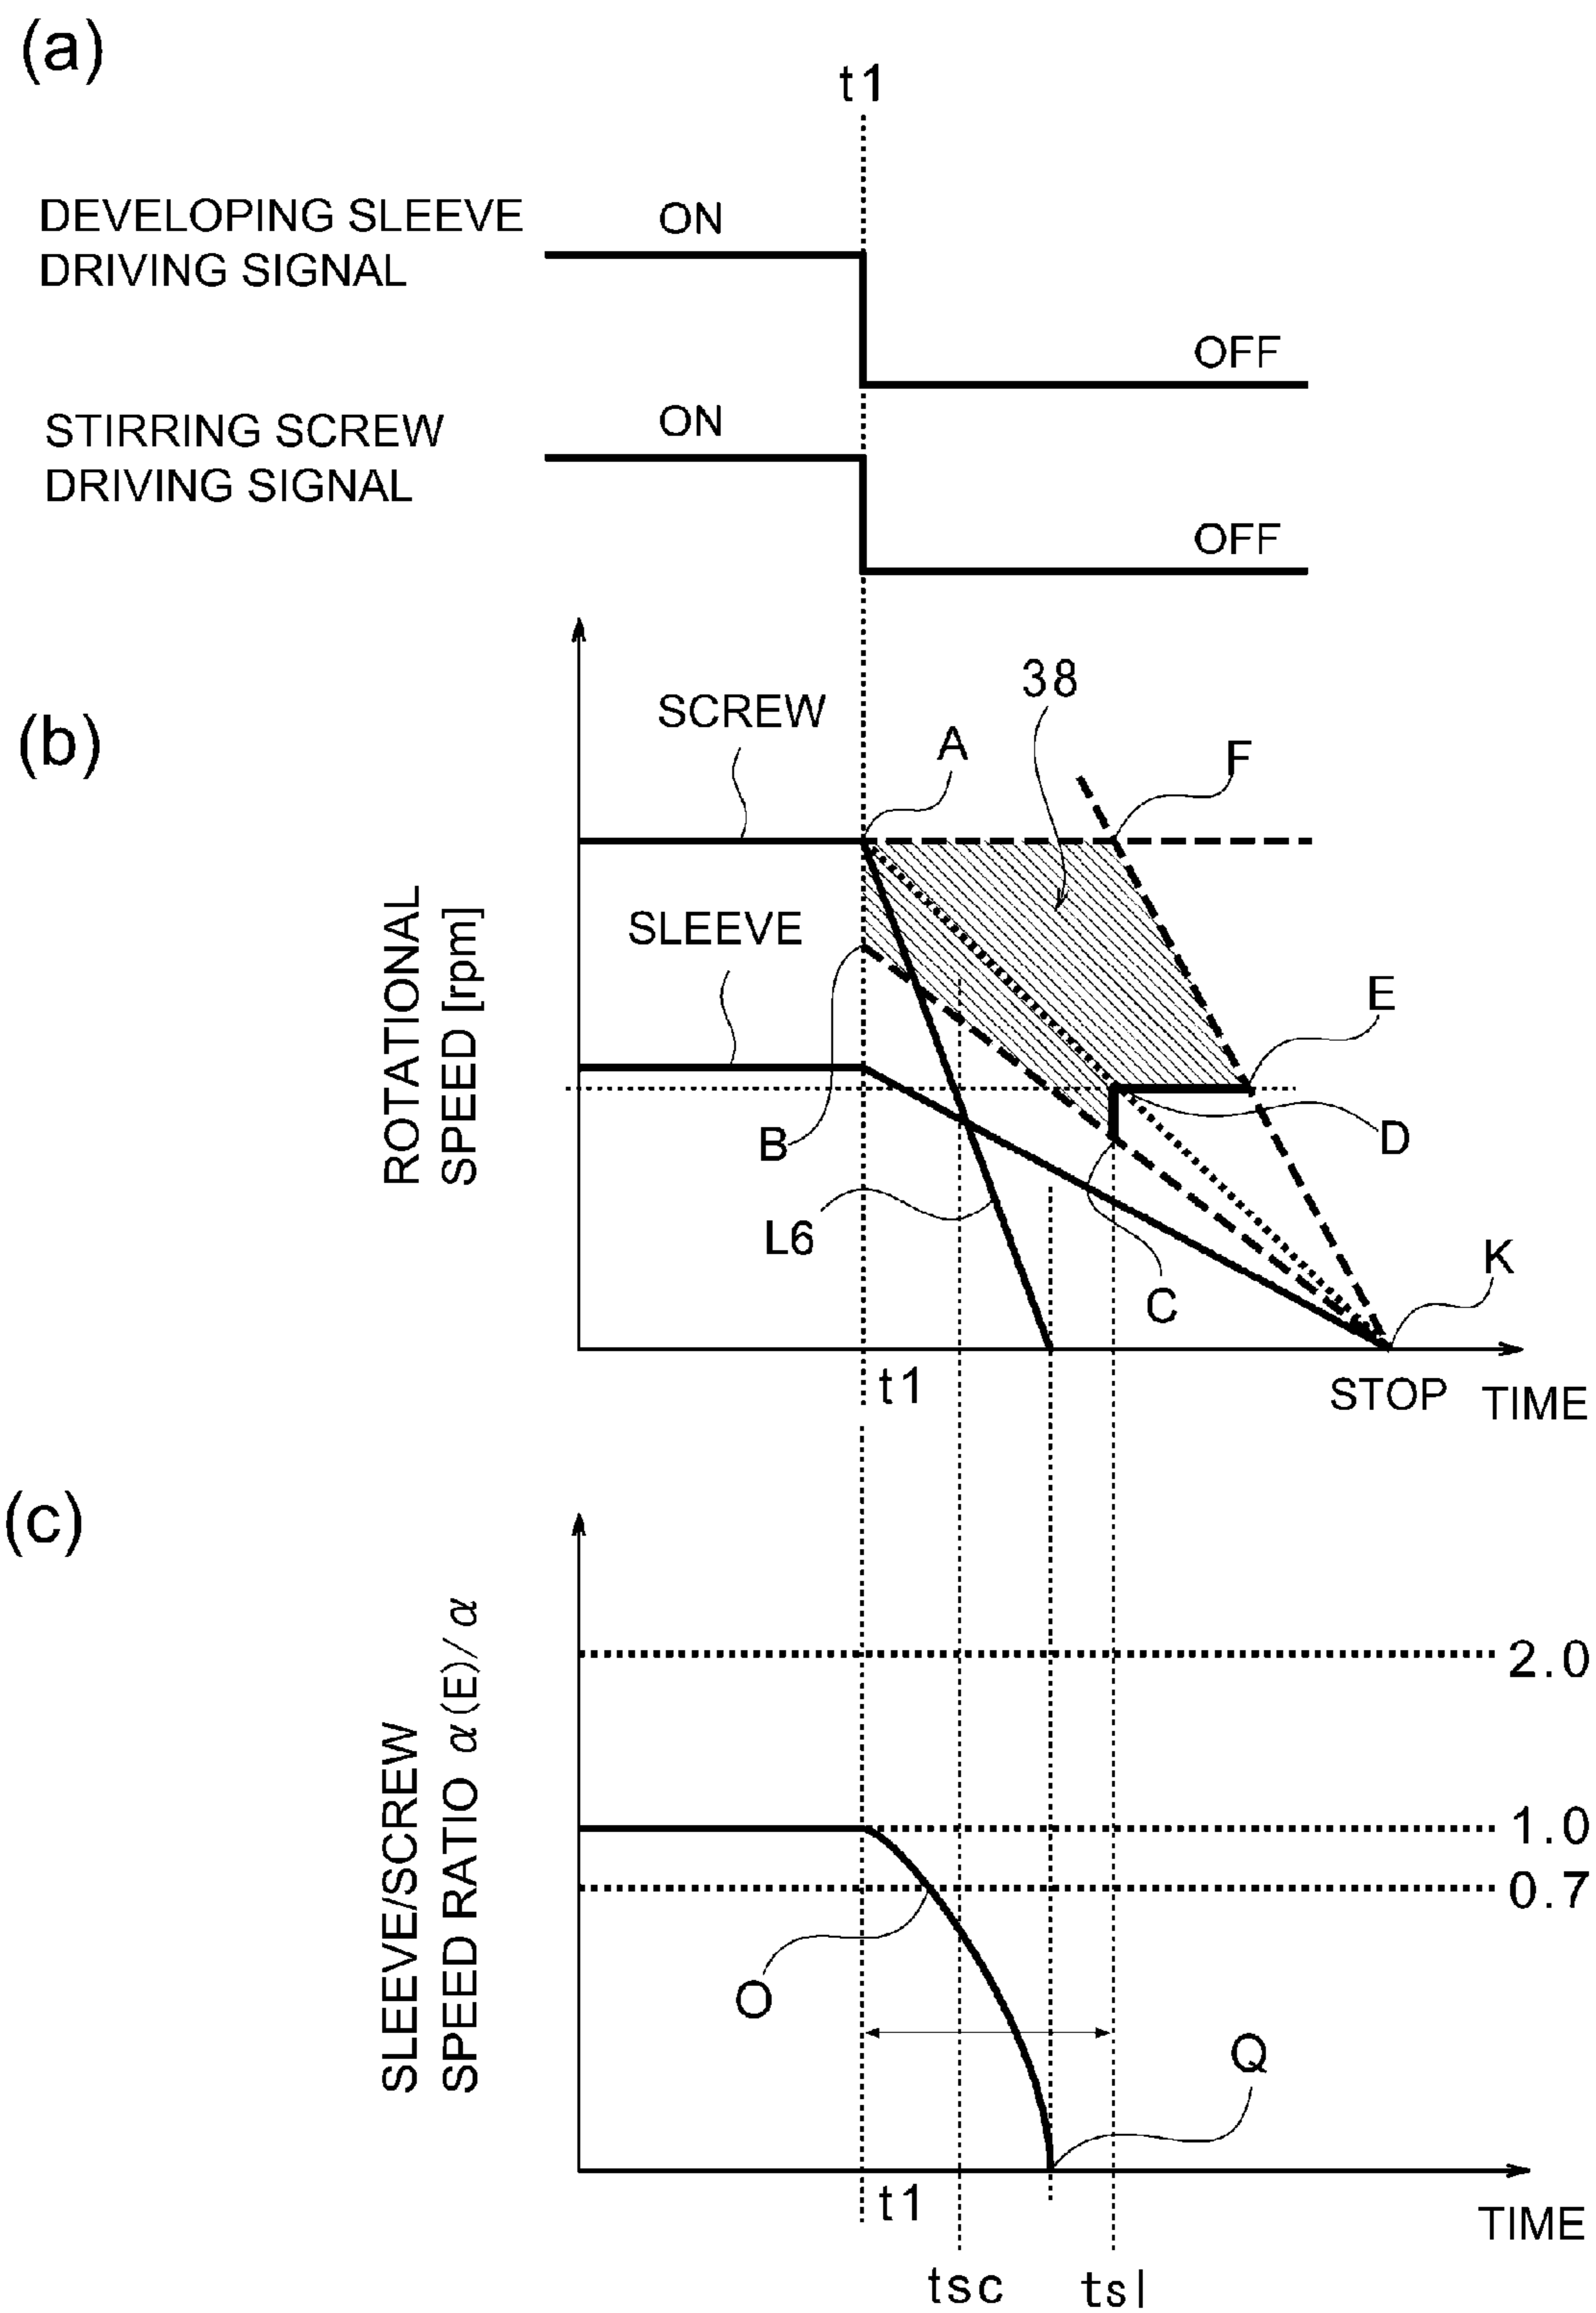 (a)
t1
DEVELOPING SLEEVE
DRIVING SIGNAL
ON
OFF
STIRRING SCREW
DRIVING SIGNAL
ON
OFF
(b)
ROTATIONAL
SPEED [rpm]
SCREW
SLEEVE
38
A
F
E
B
D
L6
C
K
t1
STOP
TIME
(c)
SLEEVE/SCREW
SPEED RATIO α(E)/α
2.0
1.0
0.7
O
Q
t1
TIME
tsc
tsl